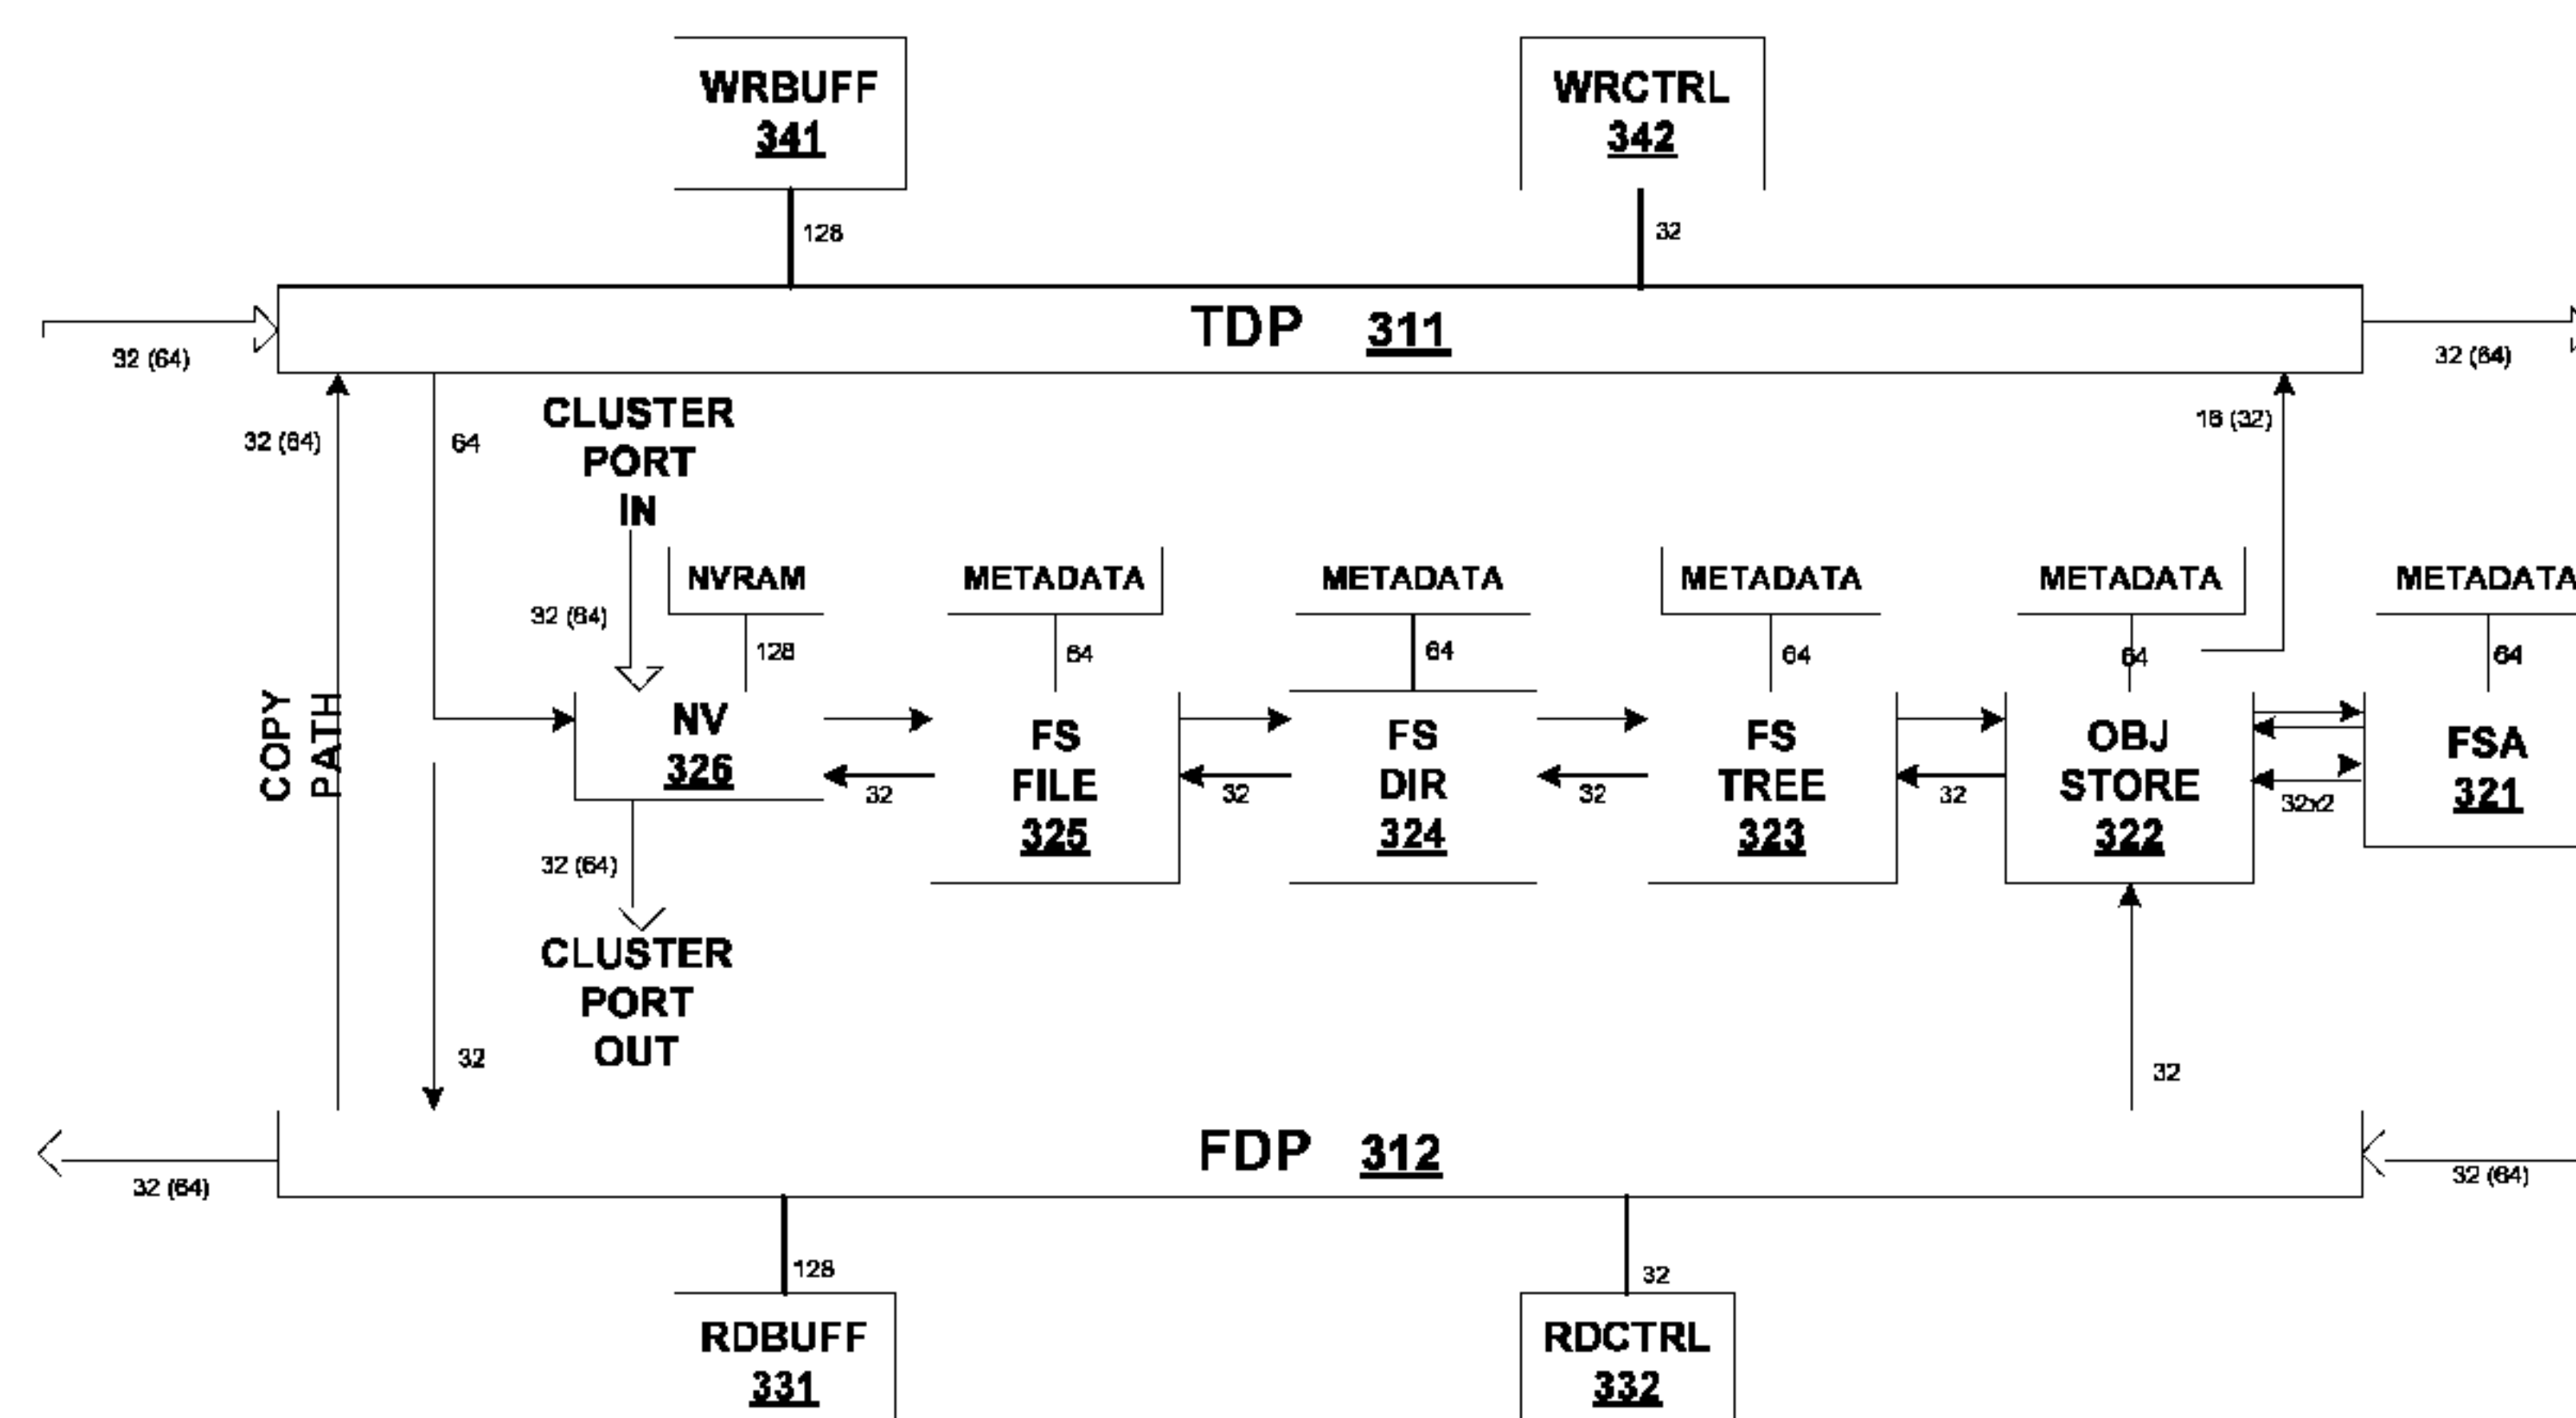 WRBUFF
341
WRCTRL
342
128
32
TDP 311
32 (64)
32 (64)
32 (64)
64
CLUSTER
PORT
IN
16 (32)
NVRAM
METADATA
METADATA
METADATA
METADATA
METADATA
32 (64)
128
64
64
64
64
64
COPY
PATH
NV
326
FS
FILE
325
FS
DIR
324
FS
TREE
323
OBJ
STORE
322
FSA
321
32
32
32
32
32x2
32 (64)
CLUSTER
PORT
OUT
32
32
FDP 312
32 (64)
32 (64)
128
32
RDBUFF
331
RDCTRL
332